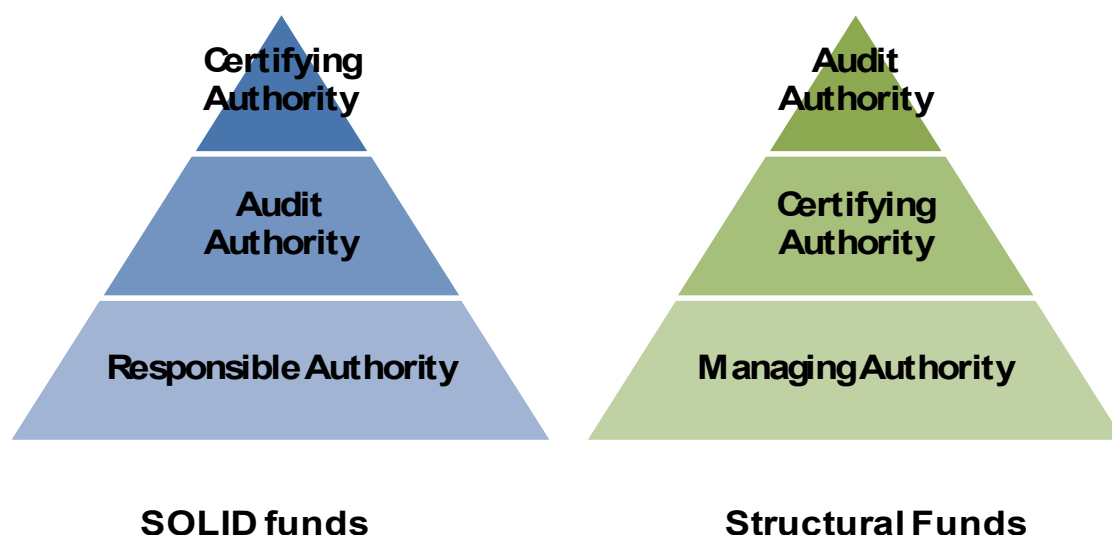 Certifying
Authority
Audit
Authority
Responsible Authority
SOLID funds
Audit
Authority
Certifying
Authority
Managing Authority
Structural Funds